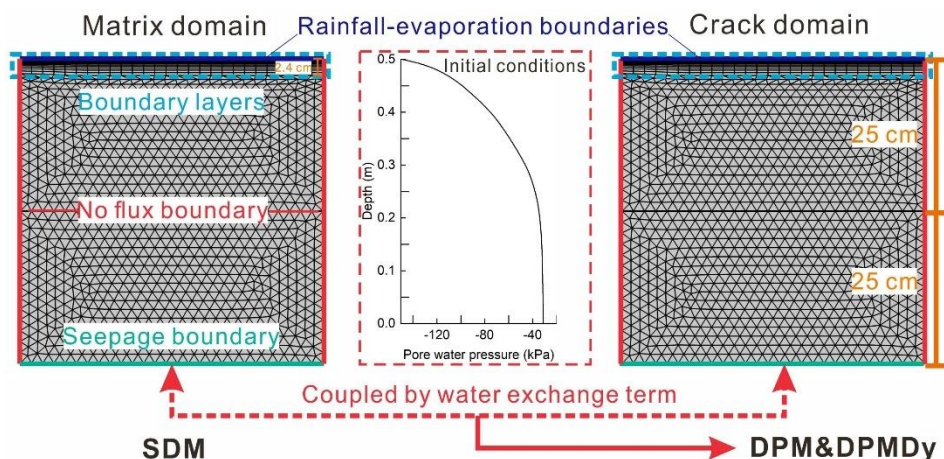 Matrix domain
Rainfall-evaporation boundaries
Crack domain
2.4 cm
Boundary layers
No flux boundary
Seepage boundary
Initial conditions
0.5
0.4
0.3
0.2
0.1
0.0
Depth (m)
-120 -80 -40
Pore water pressure (kPa)
25 cm
25 cm
Coupled by water exchange term
SDM
DPM&DPMDy